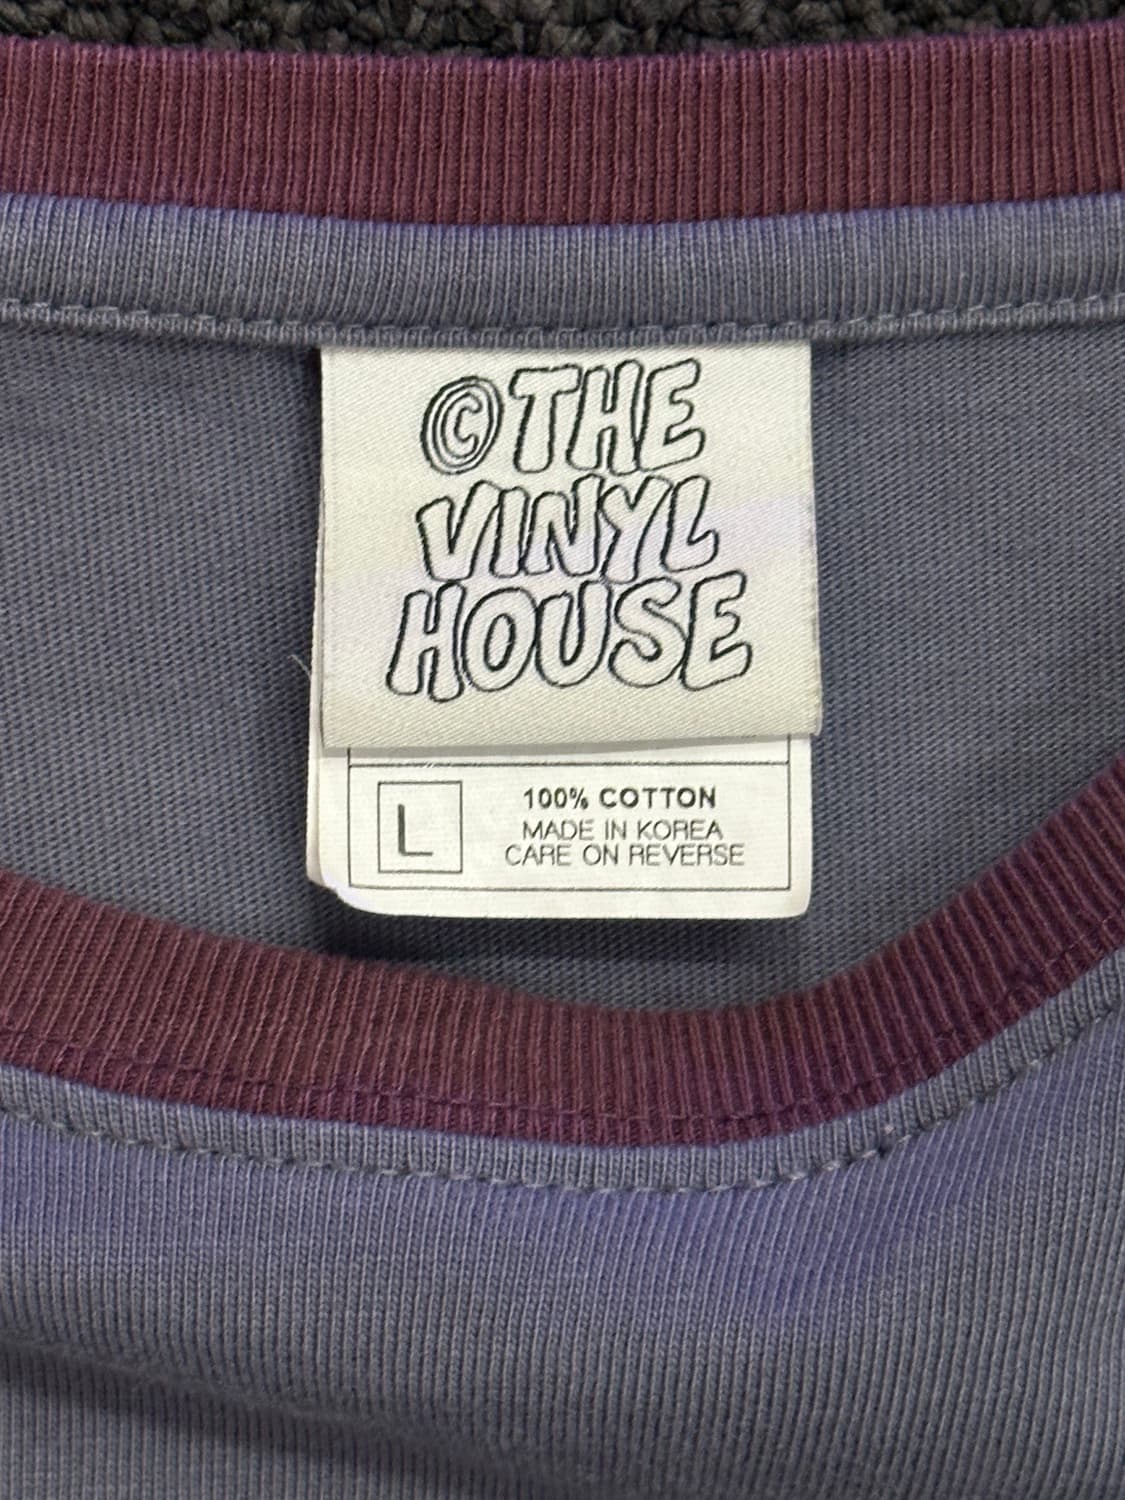 ©THE
VINYL
HOUSE
L
100% COTTON
MADE IN KOREA
CARE ON REVERSE